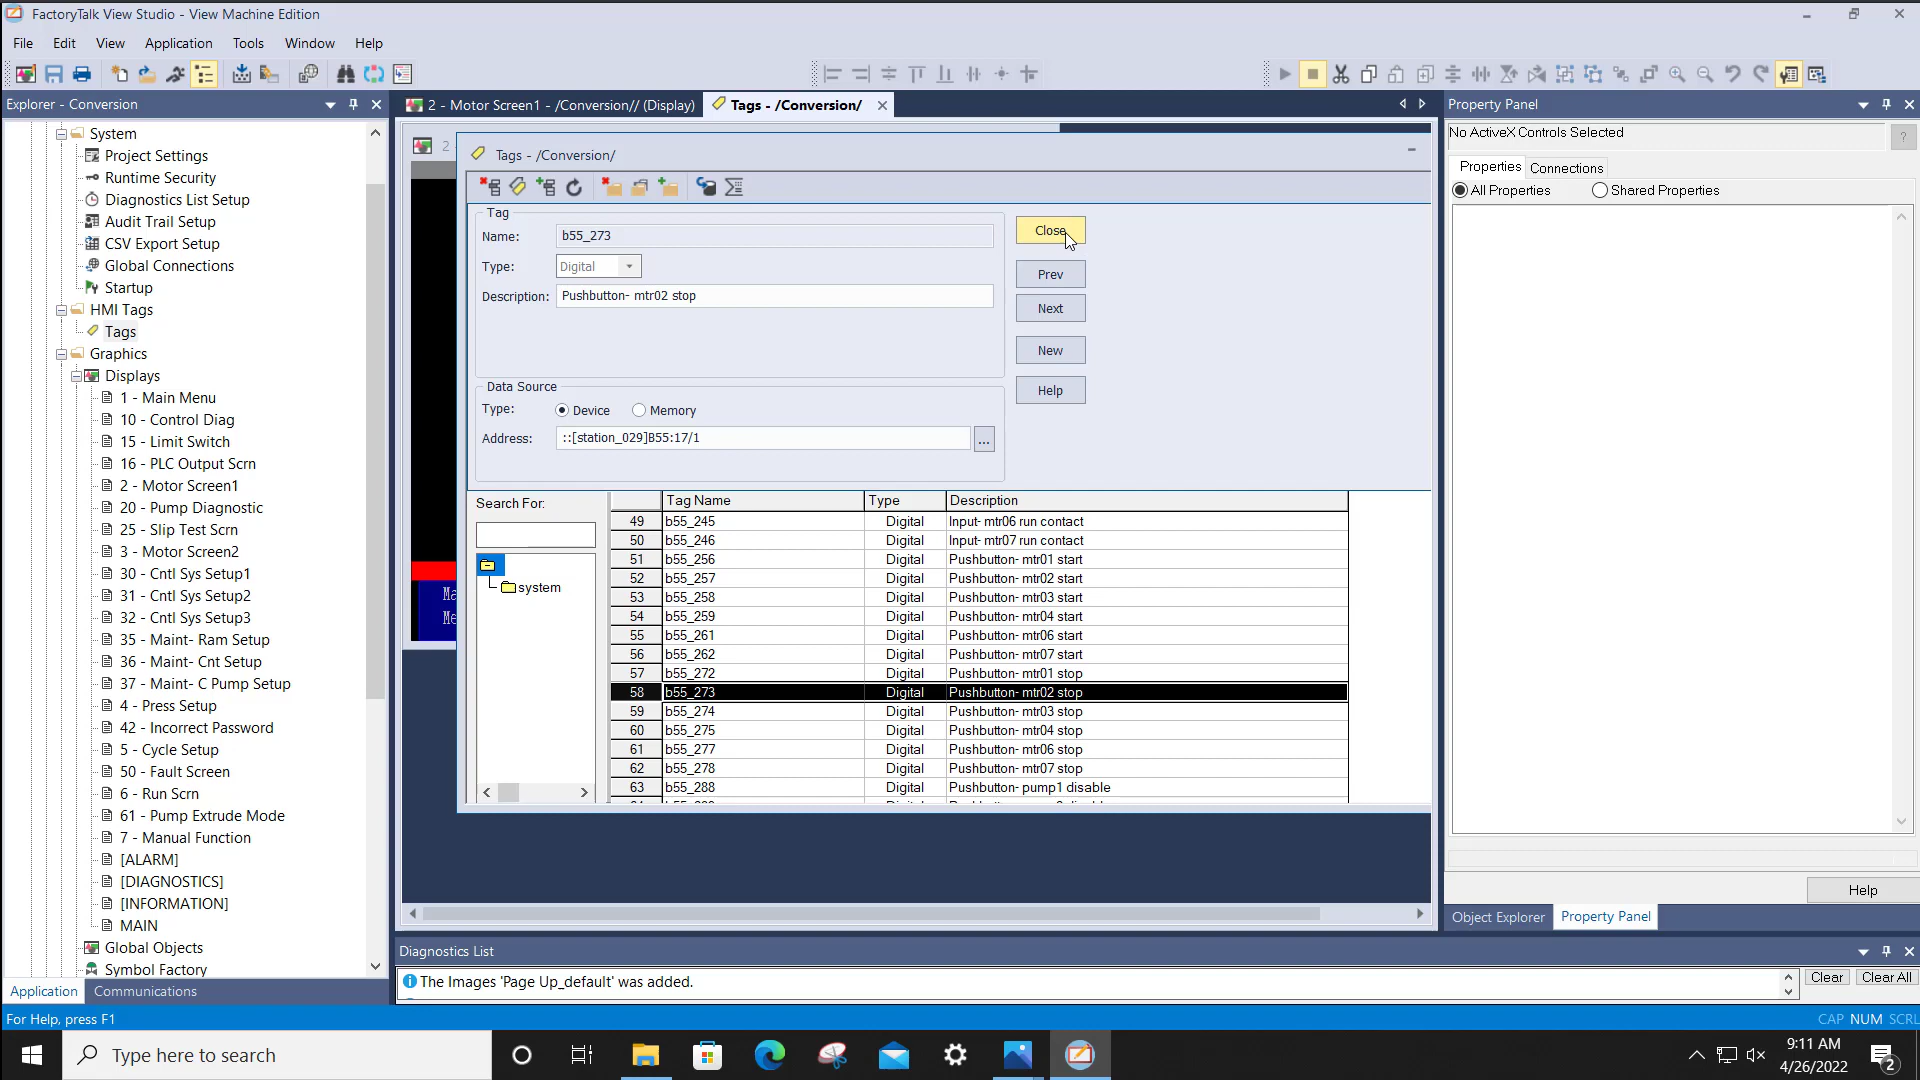 FactoryTalk View Studio - View Machine Edition
File Edit View Application Tools Window Help
Explorer - Conversion
System
Project Settings
Runtime Security
Diagnostics List Setup
Audit Trail Setup
CSV Export Setup
Global Connections
Startup
HMI Tags
Tags
Graphics
Displays
1 - Main Menu
10 - Control Diag
15 - Limit Switch
16 - PLC Output Scrn
2 - Motor Screen1
20 - Pump Diagnostic
25 - Slip Test Scrn
3 - Motor Screen2
30 - Cntl Sys Setup1
31 - Cntl Sys Setup2
32 - Cntl Sys Setup3
35 - Maint- Ram Setup
36 - Maint- Cnt Setup
37 - Maint- C Pump Setup
4 - Press Setup
42 - Incorrect Password
5 - Cycle Setup
50 - Fault Screen
6 - Run Scrn
61 - Pump Extrude Mode
7 - Manual Function
[ALARM]
[DIAGNOSTICS]
[INFORMATION]
MAIN
Global Objects
Symbol Factory
Application Communications
2 - Motor Screen1 - /Conversion// (Display) Tags - /Conversion/
2
Ma
Me
Tags - /Conversion/
Tag
Name: b55_273
Type: Digital
Description: Pushbutton- mtr02 stop
Close
Prev
Next
New
Help
Data Source
Type: Device Memory
Address: ::[station_029]B55:17/1 ...
Search For:
system
Tag Name Type Description
49 b55_245 Digital Input- mtr06 run contact
50 b55_246 Digital Input- mtr07 run contact
51 b55_256 Digital Pushbutton- mtr01 start
52 b55_257 Digital Pushbutton- mtr02 start
53 b55_258 Digital Pushbutton- mtr03 start
54 b55_259 Digital Pushbutton- mtr04 start
55 b55_261 Digital Pushbutton- mtr06 start
56 b55_262 Digital Pushbutton- mtr07 start
57 b55_272 Digital Pushbutton- mtr01 stop
58 b55_273 Digital Pushbutton- mtr02 stop
59 b55_274 Digital Pushbutton- mtr03 stop
60 b55_275 Digital Pushbutton- mtr04 stop
61 b55_277 Digital Pushbutton- mtr06 stop
62 b55_278 Digital Pushbutton- mtr07 stop
63 b55_288 Digital Pushbutton- pump1 disable
Property Panel
No ActiveX Controls Selected ?
Properties Connections
All Properties Shared Properties
Help
Object Explorer Property Panel
Diagnostics List
The Images 'Page Up_default' was added.
Clear Clear All
For Help, press F1
CAP NUM SCRL
Type here to search
9:11 AM
4/26/2022
2